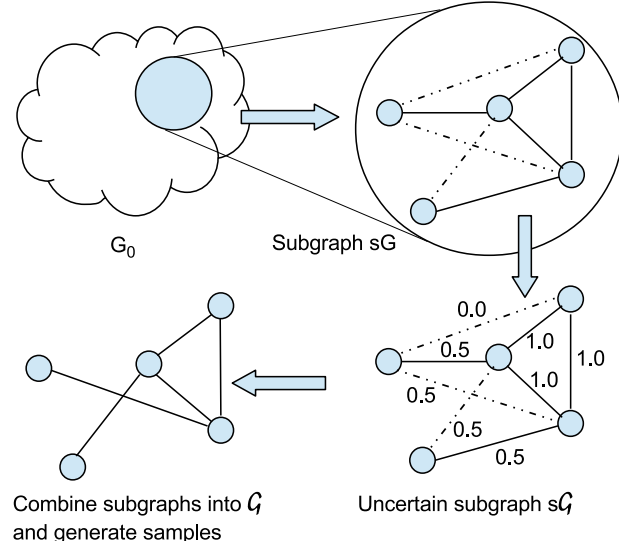 G₀
Subgraph sG
0.0
0.5
1.0
1.0
0.5
1.0
0.5
0.5
Combine subgraphs into 𝒢
and generate samples
Uncertain subgraph s𝒢